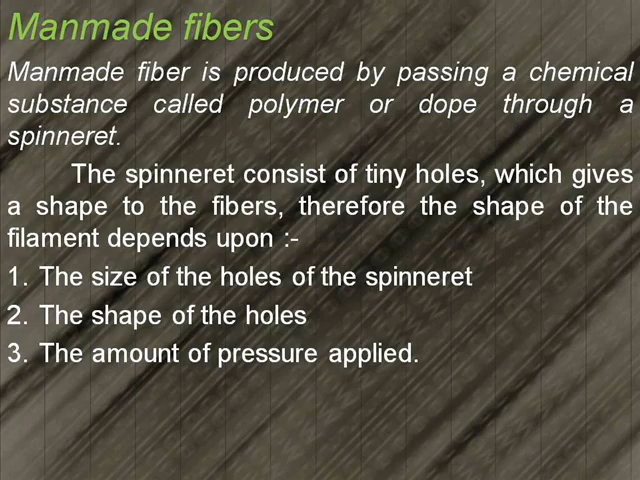 Manmade fibers
Manmade fiber is produced by passing a chemical
substance called polymer or dope through a
spinneret.
The spinneret consist of tiny holes, which gives
a shape to the fibers, therefore the shape of the
filament depends upon :-
1. The size of the holes of the spinneret
2. The shape of the holes
3. The amount of pressure applied.